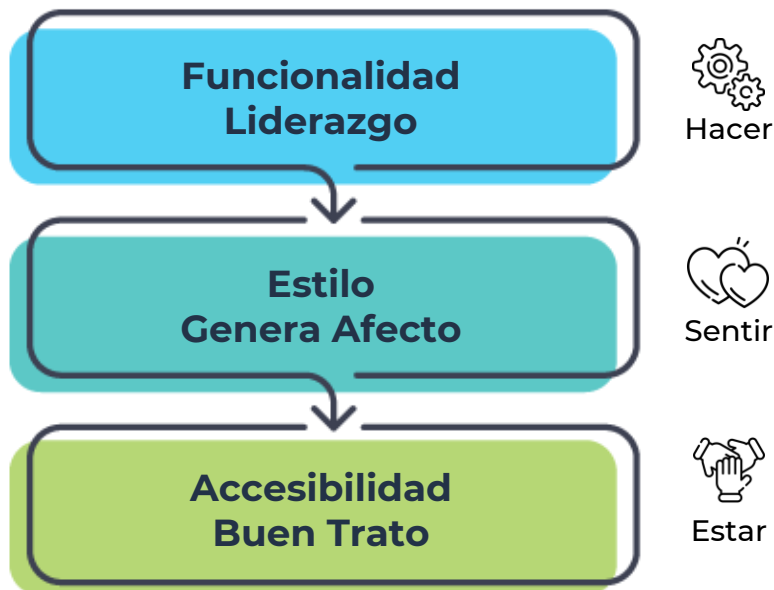 Funcionalidad
Liderazgo
Hacer
Estilo
Genera Afecto
Sentir
Accesibilidad
Buen Trato
Estar